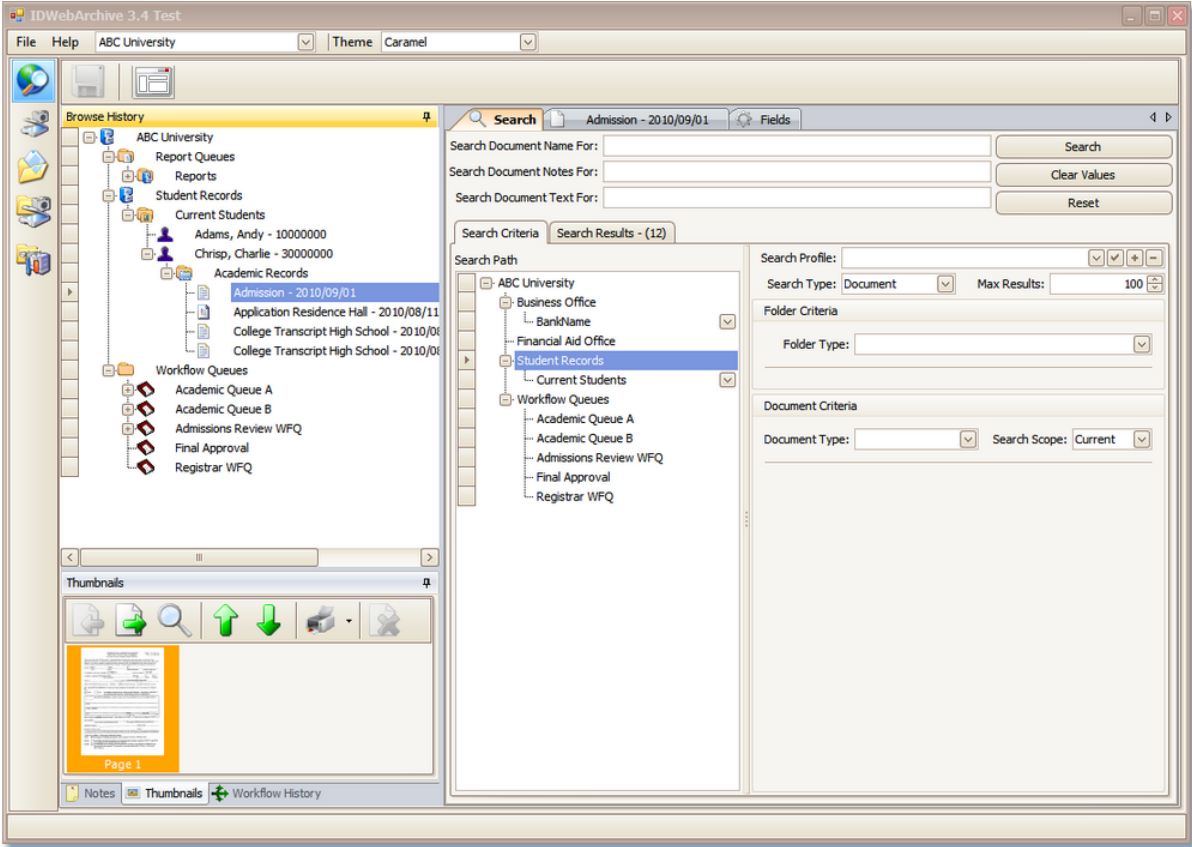 IDWebArchive 3.4 Test
File Help ABC University Theme Caramel
Browse History
ABC University
Report Queues
Reports
Student Records
Current Students
Adams, Andy - 10000000
Chrisp, Charlie - 30000000
Academic Records
Admission - 2010/09/01
Application Residence Hall - 2010/08/11
College Transcript High School - 2010/08
College Transcript High School - 2010/08
Workflow Queues
Academic Queue A
Academic Queue B
Admissions Review WFQ
Final Approval
Registrar WFQ
Thumbnails
Page 1
Notes Thumbnails Workflow History
Search Admission - 2010/09/01 Fields
Search Document Name For: Search
Search Document Notes For: Clear Values
Search Document Text For: Reset
Search Criteria Search Results - (12)
Search Path
ABC University
Business Office
BankName
Financial Aid Office
Student Records
Current Students
Workflow Queues
Academic Queue A
Academic Queue B
Admissions Review WFQ
Final Approval
Registrar WFQ
Search Profile:
Search Type: Document Max Results: 100
Folder Criteria
Folder Type:
Document Criteria
Document Type: Search Scope: Current